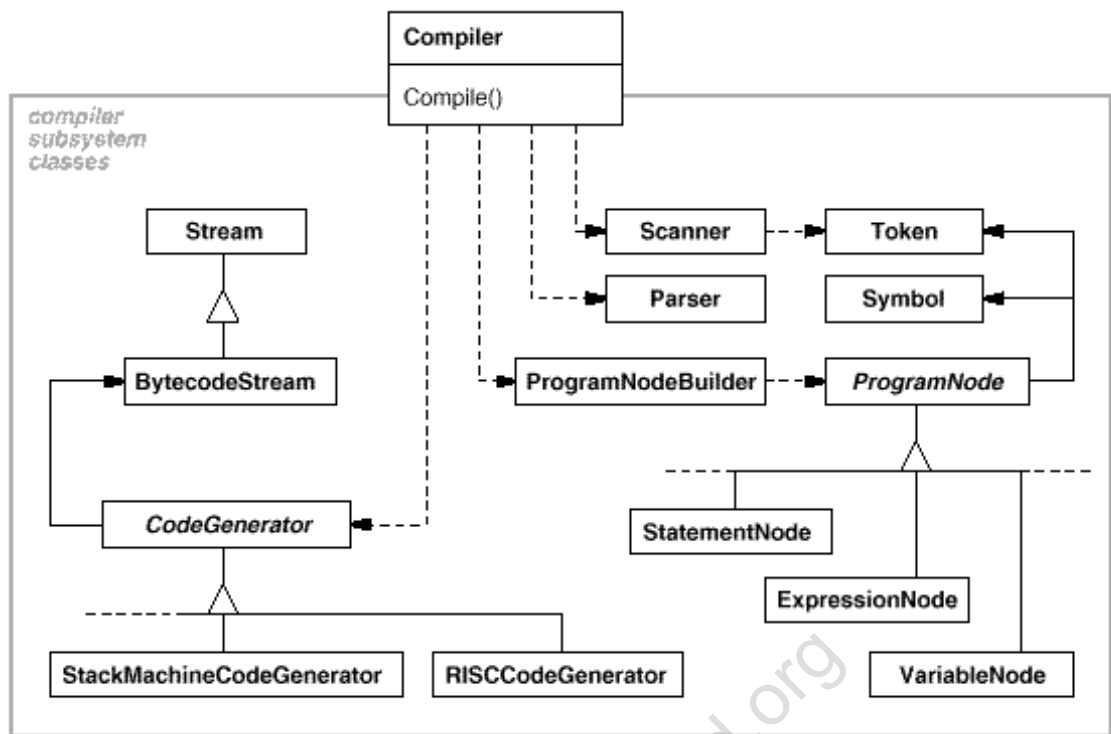 Compiler
Compile()
compiler
subsystem
classes
Stream
Scanner
Token
Parser
Symbol
BytecodeStream
ProgramNodeBuilder
ProgramNode
CodeGenerator
StatementNode
ExpressionNode
StackMachineCodeGenerator
RISCCodeGenerator
VariableNode
d.org